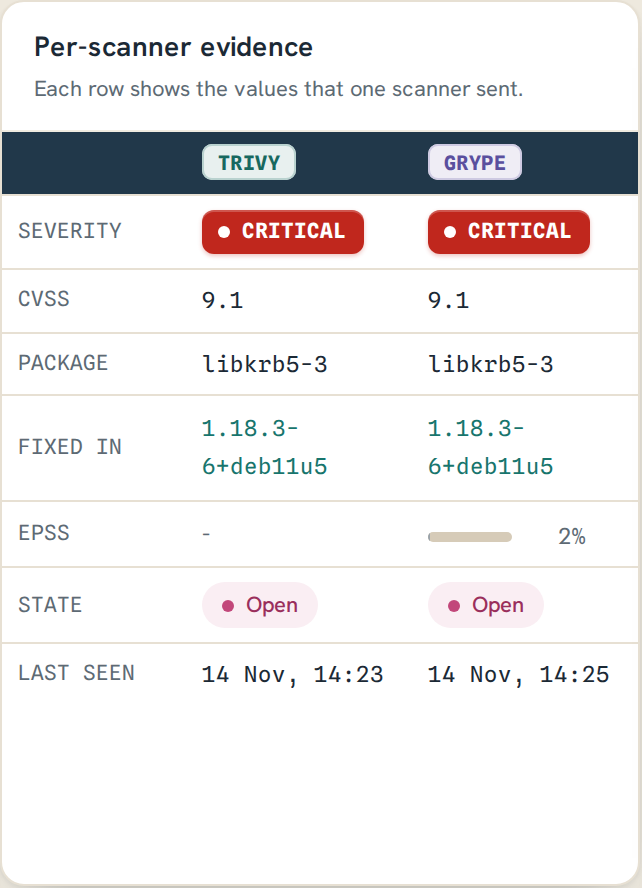 Per-scanner evidence
Each row shows the values that one scanner sent.
TRIVY GRYPE
SEVERITY CRITICAL CRITICAL
CVSS 9.1 9.1
PACKAGE libkrb5-3 libkrb5-3
FIXED IN 1.18.3- 1.18.3-
6+deb11u5 6+deb11u5
EPSS - 2%
STATE Open Open
LAST SEEN 14 Nov, 14:23 14 Nov, 14:25